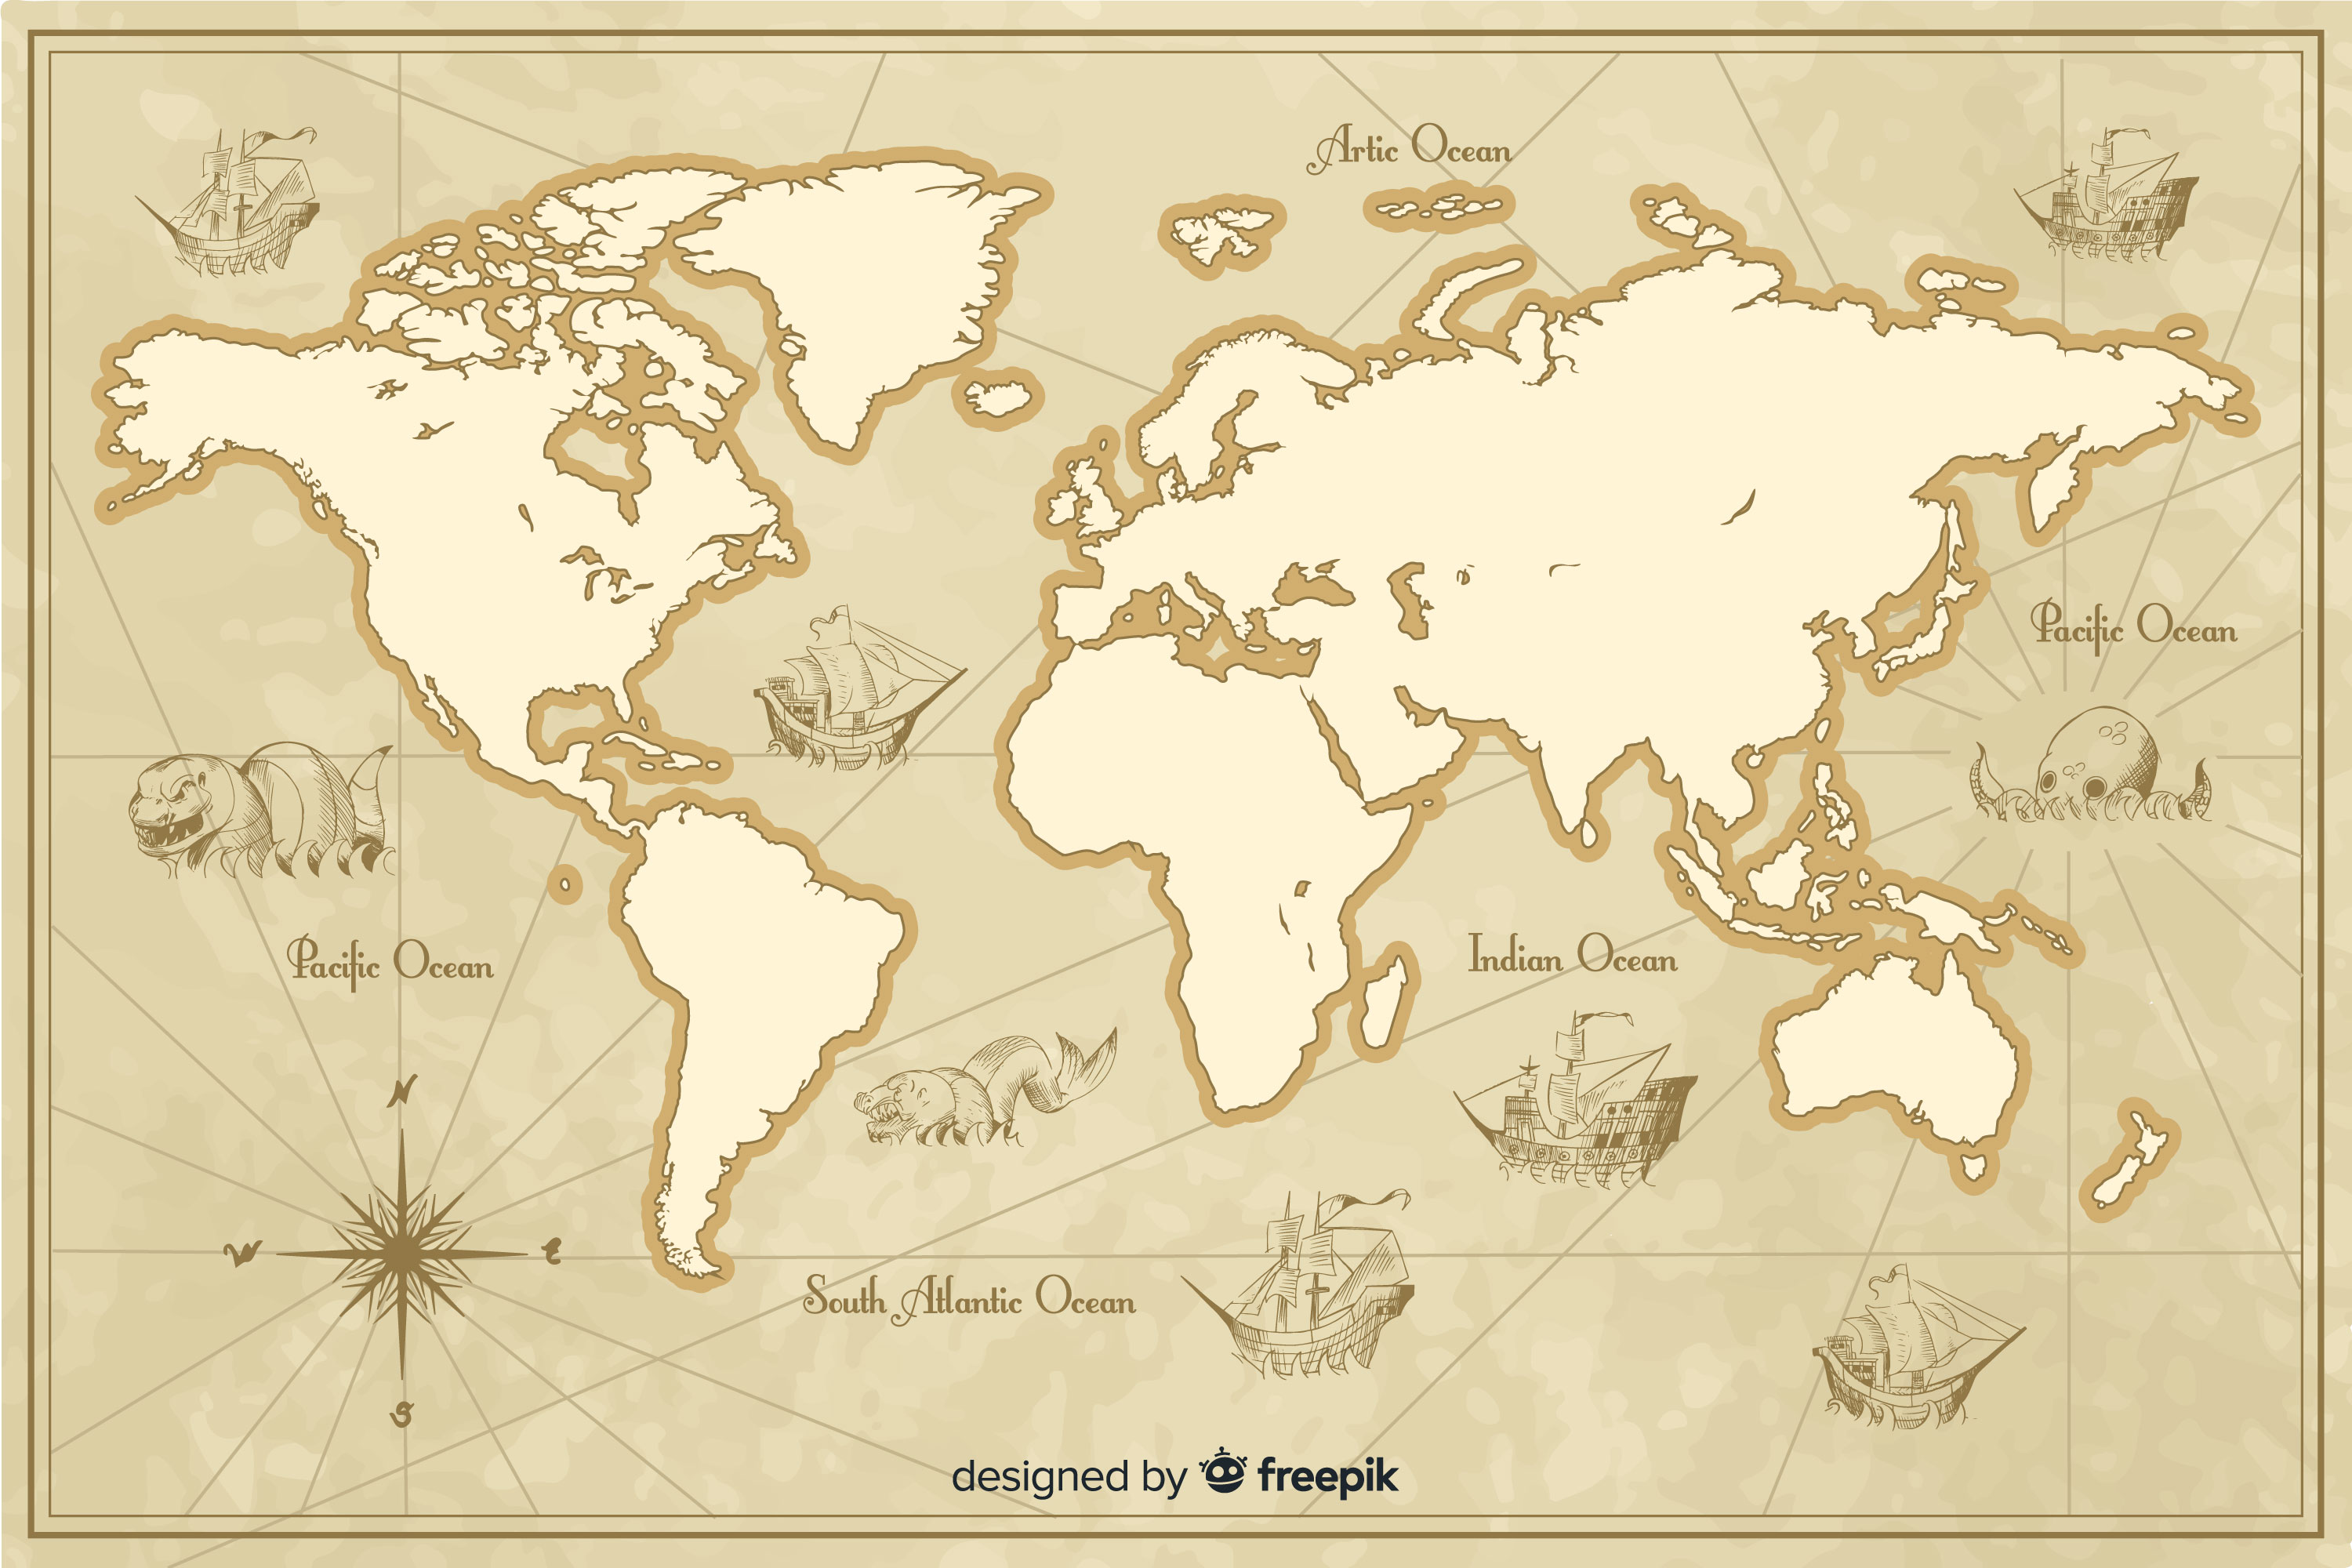 Artic Ocean
Pacific Ocean
Pacific Ocean
Indian Ocean
N
W
E
S
South Atlantic Ocean
designed by freepik